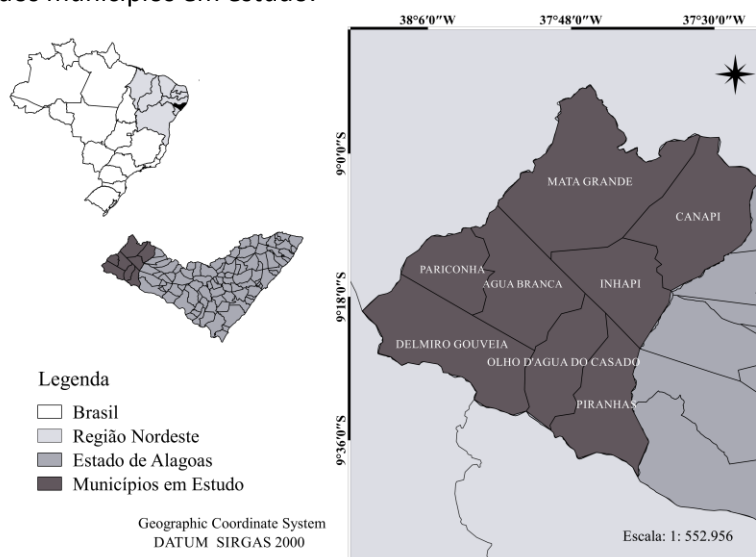 dos municípios em estudo.
38°6'0"W
37°48'0"W
37°30'0"W
9°0'0"S
9°18'0"S
9°36'0"S
MATA GRANDE
CANAPI
PARICONHA
AGUA BRANCA
INHAPI
DELMIRO GOUVEIA
OLHO D'AGUA DO CASADO
PIRANHAS
Legenda
Brasil
Região Nordeste
Estado de Alagoas
Municípios em Estudo
Geographic Coordinate System
DATUM SIRGAS 2000
Escala: 1: 552.956